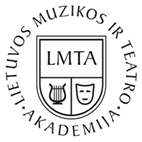 LIETUVOS MUZIKOS IR TEATRO
AKADEMIJA
LMTA